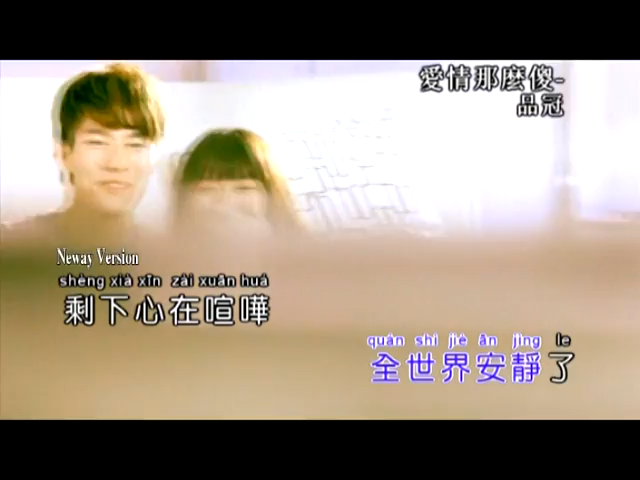 愛情那麼傻-
品冠
Neway Version
shèng xià xīn zài xuān huá
剩下心在喧嘩
quán shì jiè ān jìng le
全世界安靜了